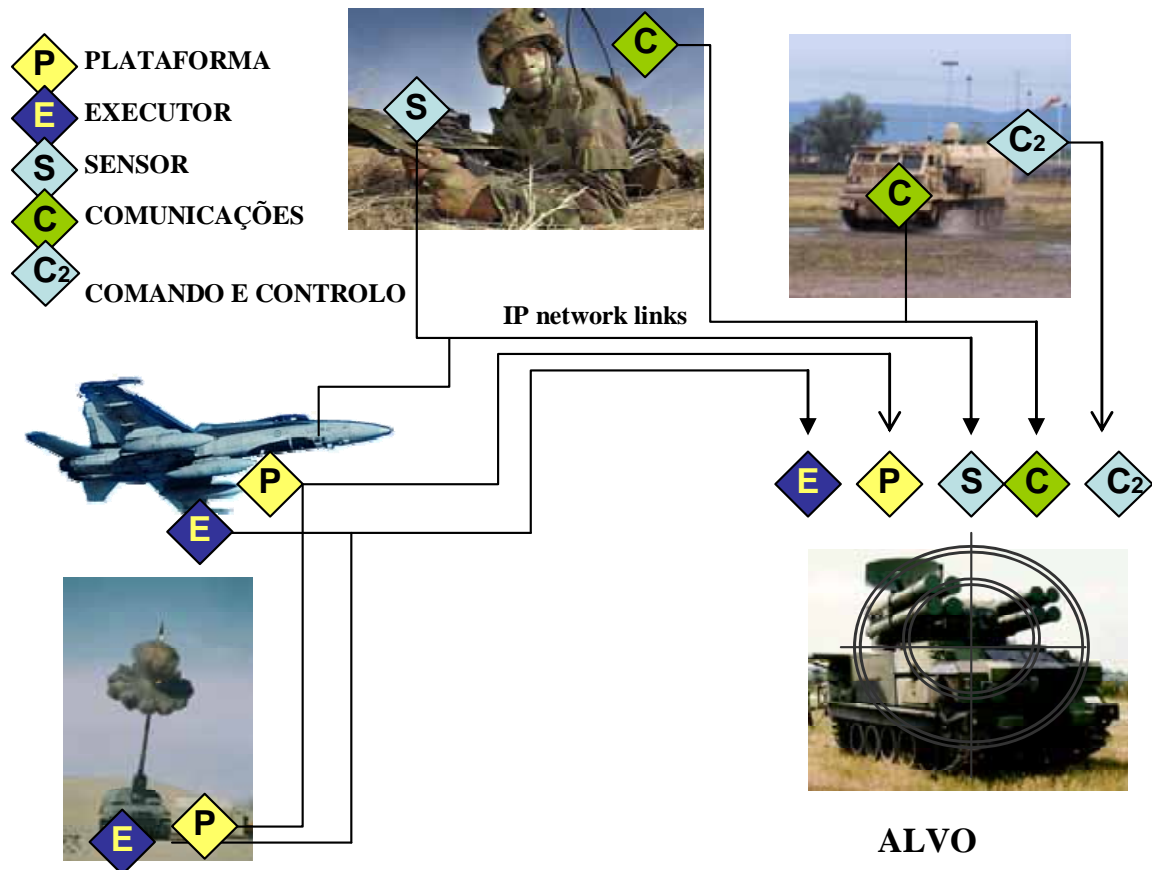 P PLATAFORMA
E EXECUTOR
S SENSOR
C COMUNICAÇÕES
C2
COMANDO E CONTROLO
C
S
C2
C
IP network links
P
E
E P S C C2
E P
ALVO